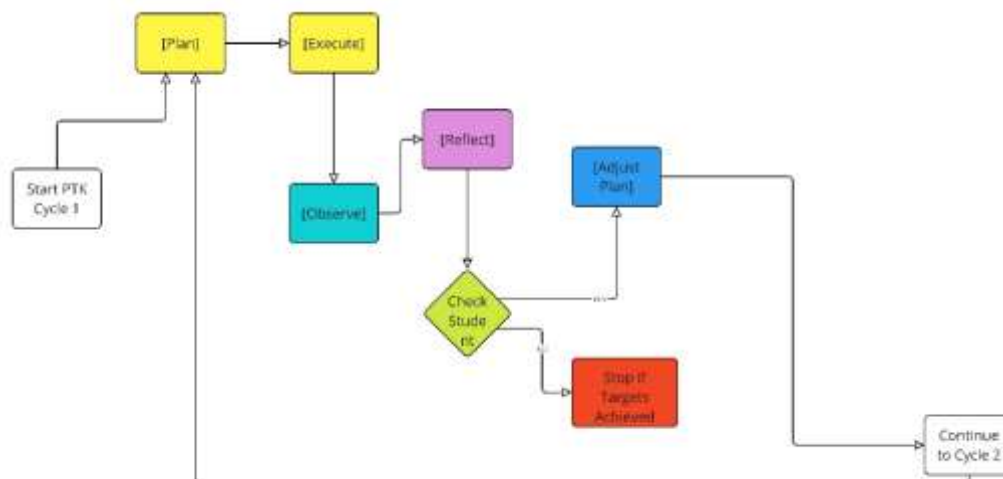 [Plan]
[Execute]
[Reflect]
[Adjust
Plan]
Start PTK
Cycle 1
[Observe]
Check
Stude
nt
Stop if
Targets
Achieved
Continue
to Cycle 2